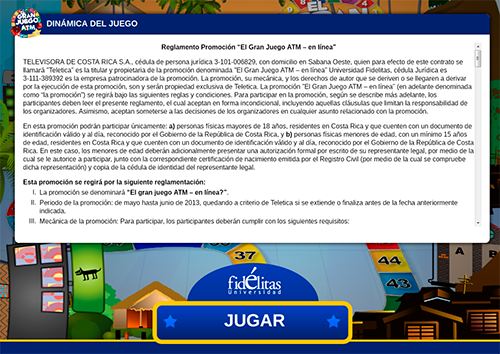 GRAN
JUEGO
ATM
DINÁMICA DEL JUEGO
Reglamento Promoción "El Gran Juego ATM – en línea"
TELEVISORA DE COSTA RICA S.A., cédula de persona jurídica 3-101-006829, con domicilio en Sabana Oeste, quien para efecto de este contrato se
llamará "Teletica" es la titular y propietaria de la promoción denominada "El Gran Juego ATM – en línea" Universidad Fidelitas, cédula Jurídica Es
3-111-389392 es la empresa patrocinadora de la promoción. La promoción, su mecánica, y los derechos de autor que se deriven o se llegaren a derivar
por la ejecución de esta promoción, son y serán propiedad exclusiva de Teletica. La promoción "El Gran Juego ATM – en línea" (en adelante denominada
como "la promoción") se regirá bajo las siguientes reglas y condiciones. Para participar en la promoción, según se describe más adelante, los
participantes deben leer el presente reglamento, el cual aceptan en forma incondicional, incluyendo aquellas cláusulas que limitan la responsabilidad de
los organizadores. Asimismo, aceptan someterse a las decisiones de los organizadores en cualquier asunto relacionado con la promoción.
En esta promoción podrán participar únicamente: a) personas físicas mayores de 18 años, residentes en Costa Rica y que cuenten con un documento de
identificación válido y al día, reconocido por el Gobierno de la República de Costa Rica, y b) personas físicas menores de edad, con un mínimo 15 años
de edad, residentes en Costa Rica y que cuenten con un documento de identificación válido y al día, reconocido por el Gobierno de la República de Costa
Rica. En este caso, los menores de edad deberán adicionalmente presentar una autorización formal por escrito de su representante legal, por medio de la
cual se le autorice a participar, junto con la correspondiente certificación de nacimiento emitida por el Registro Civil (por medio de la cual se compruebe
dicha representación) y copia de la cédula de identidad del representante legal.
Esta promoción se regirá por la siguiente reglamentación:
I. La promoción se denominará "El gran juego ATM – en línea?".
II. Periodo de la promoción: de mayo hasta junio de 2013, quedando a criterio de Teletica si se extiende o finaliza antes de la fecha anteriormente
indicada.
III. Mecánica de la promoción: Para participar, los participantes deberán cumplir con los siguientes requisitos:
37
42
43
44
A
B
fidélitas
Universidad
JUGAR